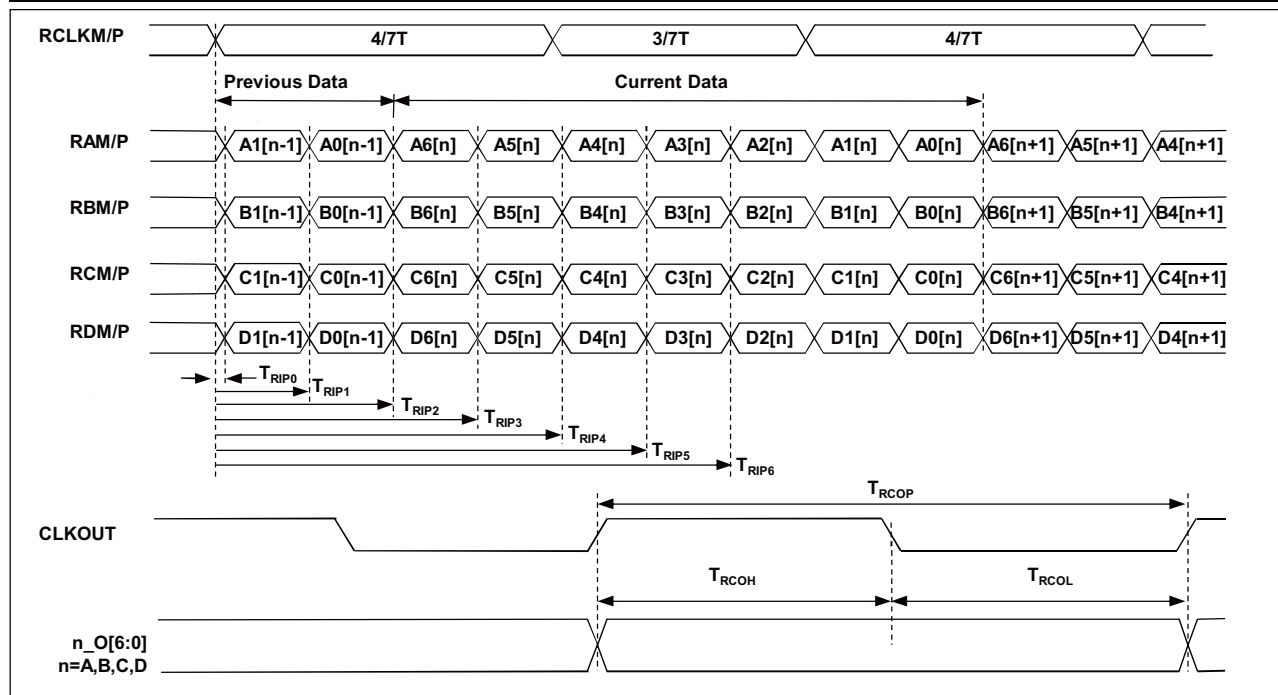 RCLKM/P 4/7T 3/7T 4/7T
Previous Data Current Data
RAM/P A1[n-1] A0[n-1] A6[n] A5[n] A4[n] A3[n] A2[n] A1[n] A0[n] A6[n+1] A5[n+1] A4[n+1]
RBM/P B1[n-1] B0[n-1] B6[n] B5[n] B4[n] B3[n] B2[n] B1[n] B0[n] B6[n+1] B5[n+1] B4[n+1]
RCM/P C1[n-1] C0[n-1] C6[n] C5[n] C4[n] C3[n] C2[n] C1[n] C0[n] C6[n+1] C5[n+1] C4[n+1]
RDM/P D1[n-1] D0[n-1] D6[n] D5[n] D4[n] D3[n] D2[n] D1[n] D0[n] D6[n+1] D5[n+1] D4[n+1]
TRIP0
TRIP1
TRIP2
TRIP3
TRIP4
TRIP5
TRIP6
TRCOP
CLKOUT
TRCOH TRCOL
n_O[6:0]
n=A,B,C,D